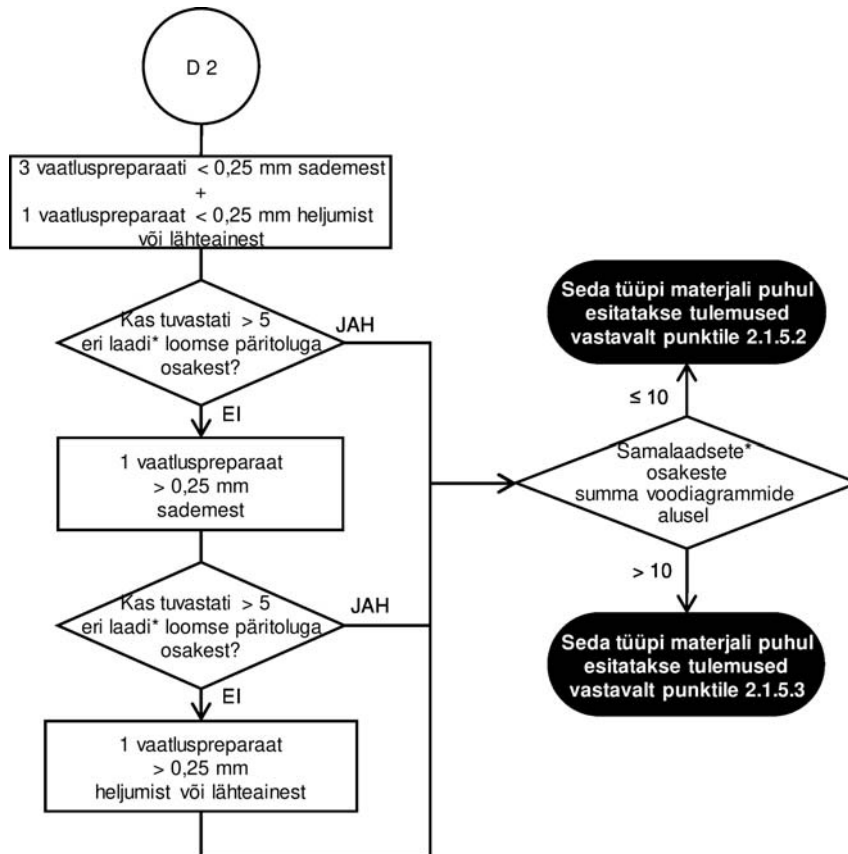 D 2
3 vaatluspreparaati < 0,25 mm sademest
+
1 vaatluspreparaat < 0,25 mm heljumist
või lähteainest
Kas tuvastati > 5
eri laadi* loomse päritoluga
osakest?
JAH
EI
1 vaatluspreparaat
> 0,25 mm
sademest
Kas tuvastati > 5
eri laadi* loomse päritoluga
osakest?
JAH
EI
1 vaatluspreparaat
> 0,25 mm
heljumist või lähteainest
Seda tüüpi materjali puhul
esitatakse tulemused
vastavalt punktile 2.1.5.2
≤ 10
Samalaadsete*
osakeste
summa voodiagrammide
alusel
> 10
Seda tüüpi materjali puhul
esitatakse tulemused
vastavalt punktile 2.1.5.3